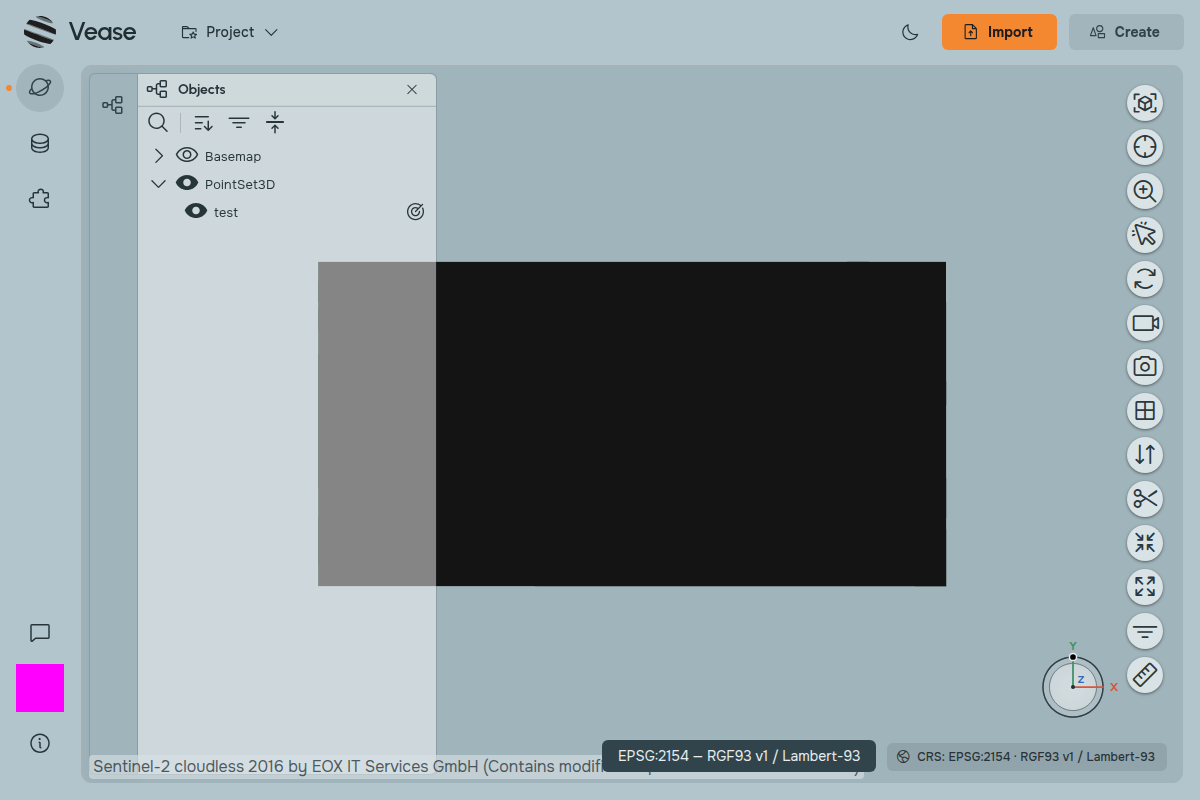 Vease
Project
Import
Create
Objects
Basemap
PointSet3D
test
Y
Z
X
EPSG:2154 — RGF93 v1 / Lambert-93
CRS: EPSG:2154 · RGF93 v1 / Lambert-93
Sentinel-2 cloudless 2016 by EOX IT Services GmbH (Contains